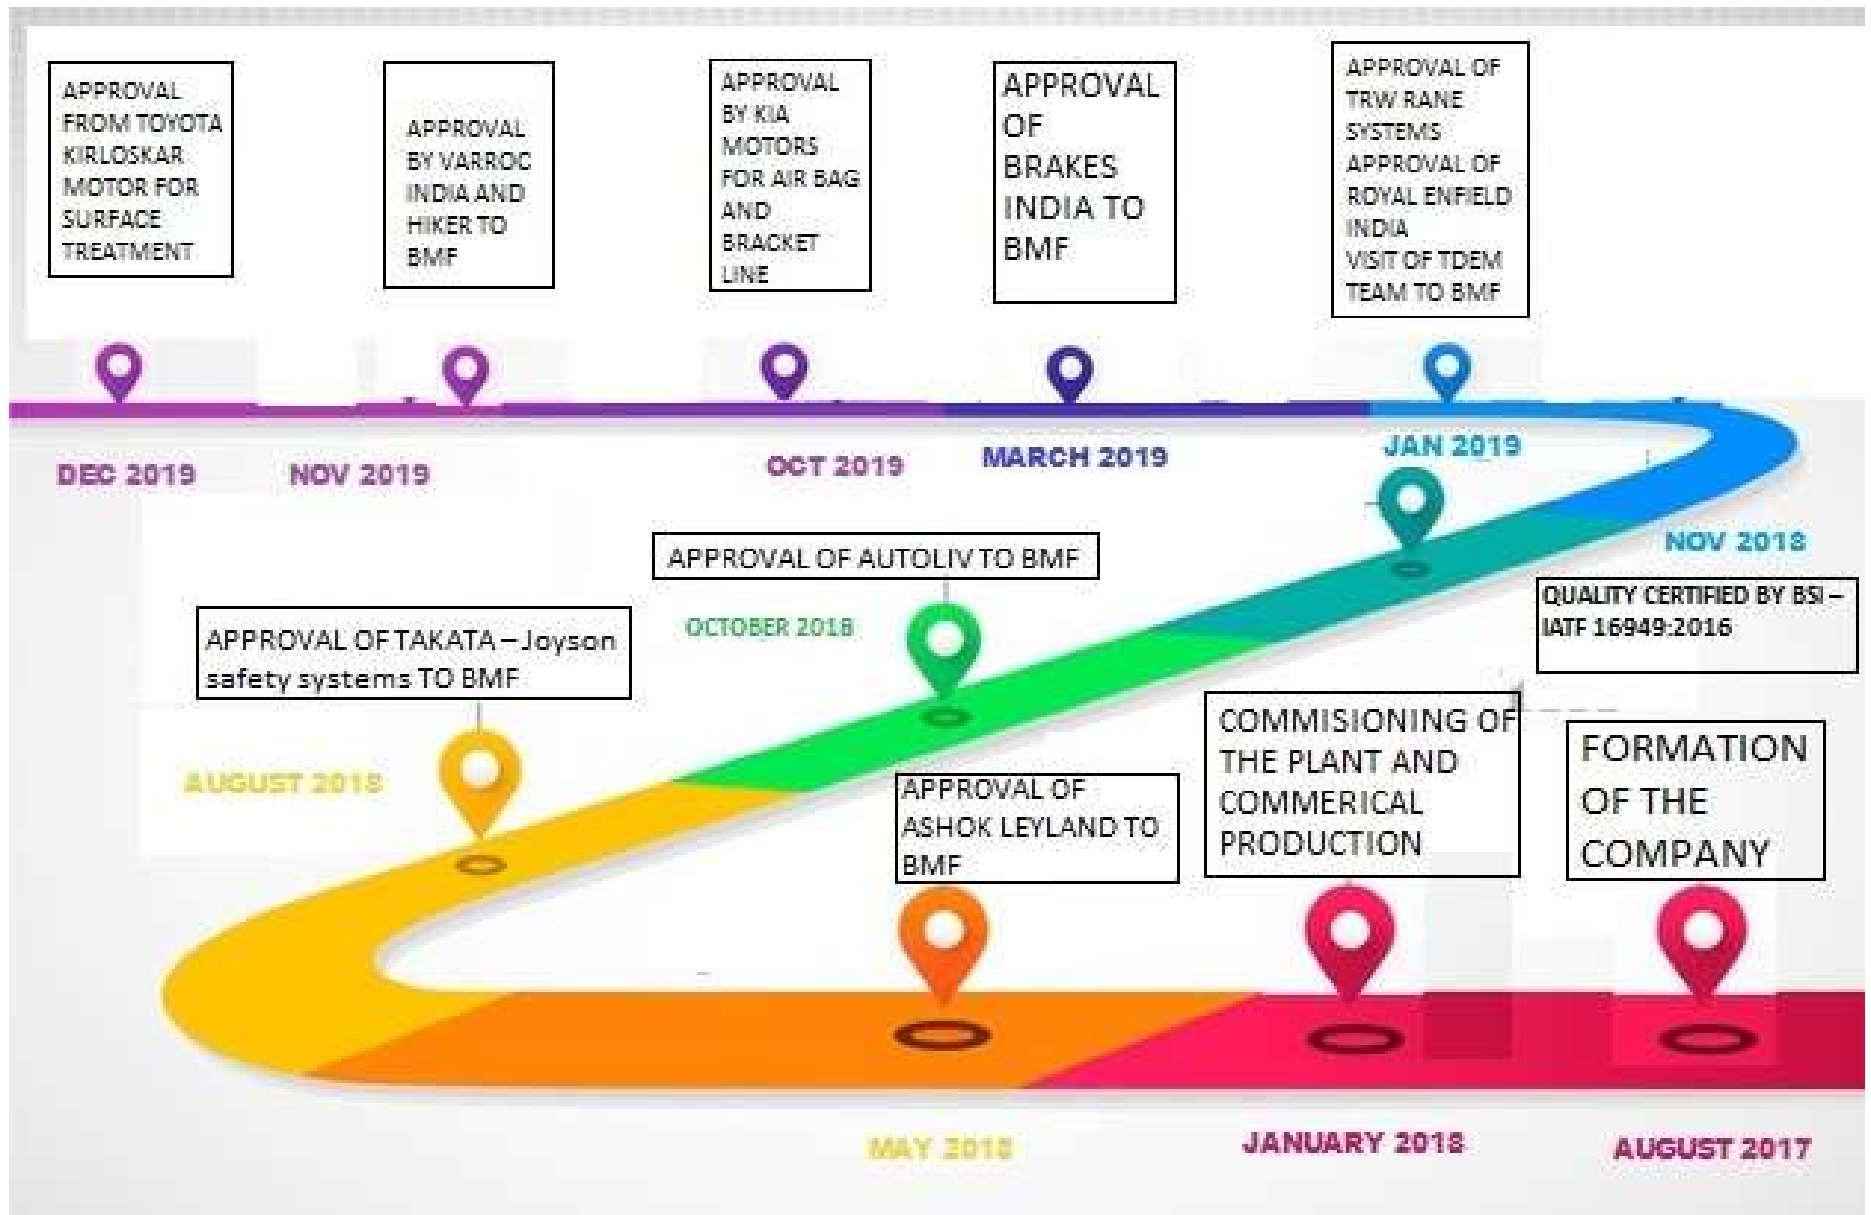 APPROVAL
FROM TOYOTA
KIRLOSKAR
MOTOR FOR
SURFACE
TREATMENT
APPROVAL
BY VARROC
INDIA AND
HIKER TO
BMF
APPROVAL
BY KIA
MOTORS
FOR AIR BAG
AND
BRACKET
LINE
APPROVAL
OF
BRAKES
INDIA TO
BMF
APPROVAL OF
TRW RANE
SYSTEMS
APPROVAL OF
ROYAL ENFIELD
INDIA
VISIT OF TDEM
TEAM TO BMF
DEC 2019
NOV 2019
OCT 2019
MARCH 2019
JAN 2019
NOV 2018
QUALITY CERTIFIED BY BSI –
IATF 16949:2016
APPROVAL OF AUTOLIV TO BMF
OCTOBER 2018
APPROVAL OF TAKATA – Joyson
safety systems TO BMF
AUGUST 2018
APPROVAL OF
ASHOK LEYLAND TO
BMF
COMMISIONING OF
THE PLANT AND
COMMERICAL
PRODUCTION
FORMATION
OF THE
COMPANY
MAY 2018
JANUARY 2018
AUGUST 2017